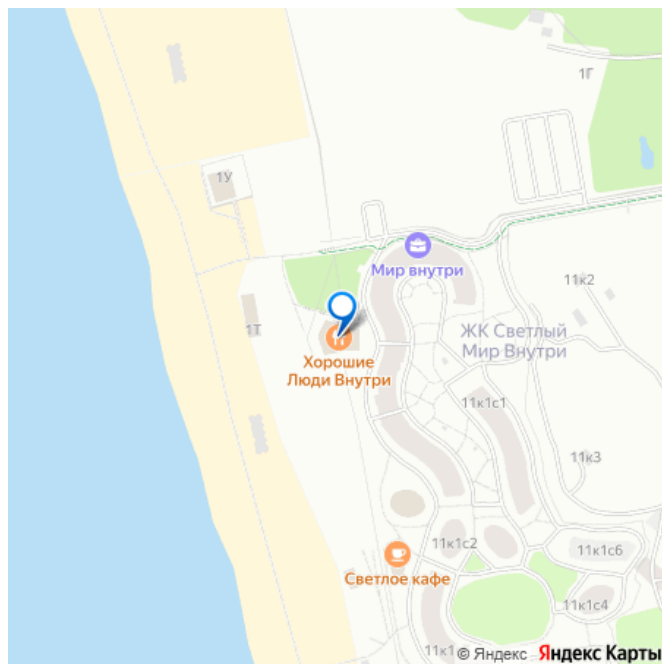 1Г
1У
Мир внутри
11к2
ЖК Светлый
Мир Внутри
1Т
Хорошие
Люди Внутри
11к1с1
11к3
11к1с2
11к1с6
Светлое кафе
11к1с4
11к1
© Яндекс Яндекс Карты